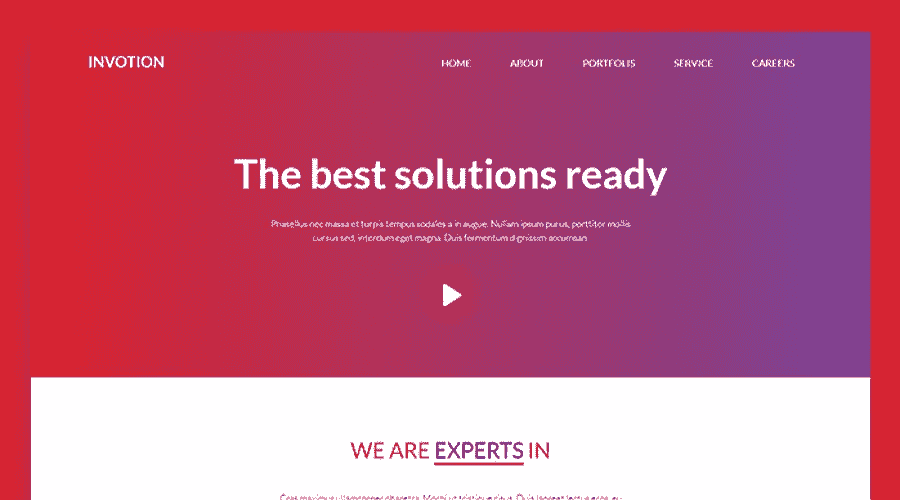 INVOTION
HOME ABOUT PORTFOLIS SERVICE CAREERS
The best solutions ready
Phasellus nec massa et turpis tempus sodales a in augue. Nullam ipsum purus, porttitor mollis
cursus sed, interdum eget magna. Duis fermentum dignissim accumsan
WE ARE EXPERTS IN